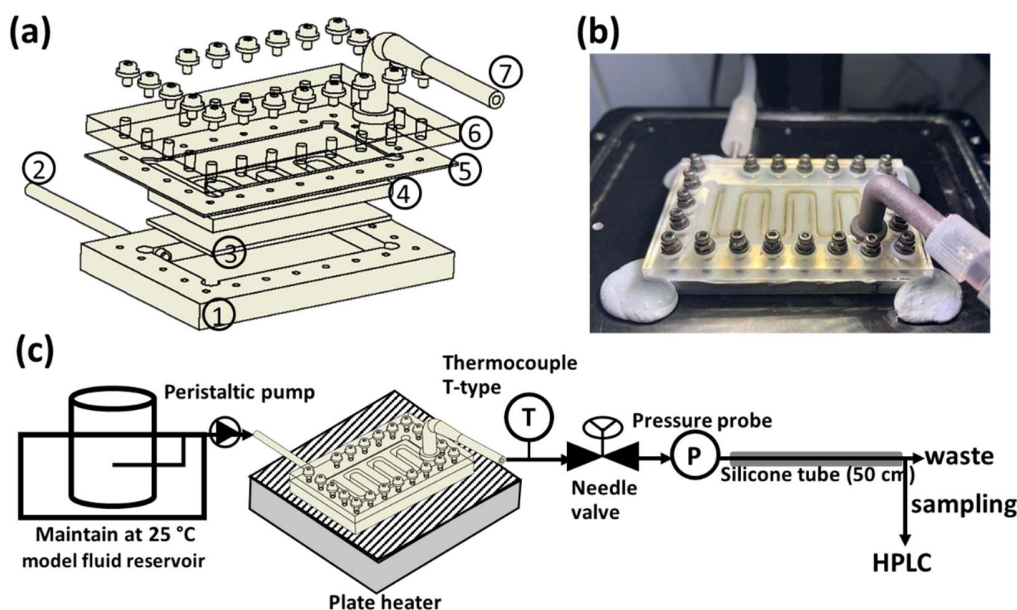 (a)
(b)
7
6
5
2
4
3
1
(c)
Thermocouple
T-type
Peristaltic pump
T
Pressure probe
P
waste
Silicone tube (50 cm)
sampling
Needle
valve
Maintain at 25 °C
model fluid reservoir
HPLC
Plate heater